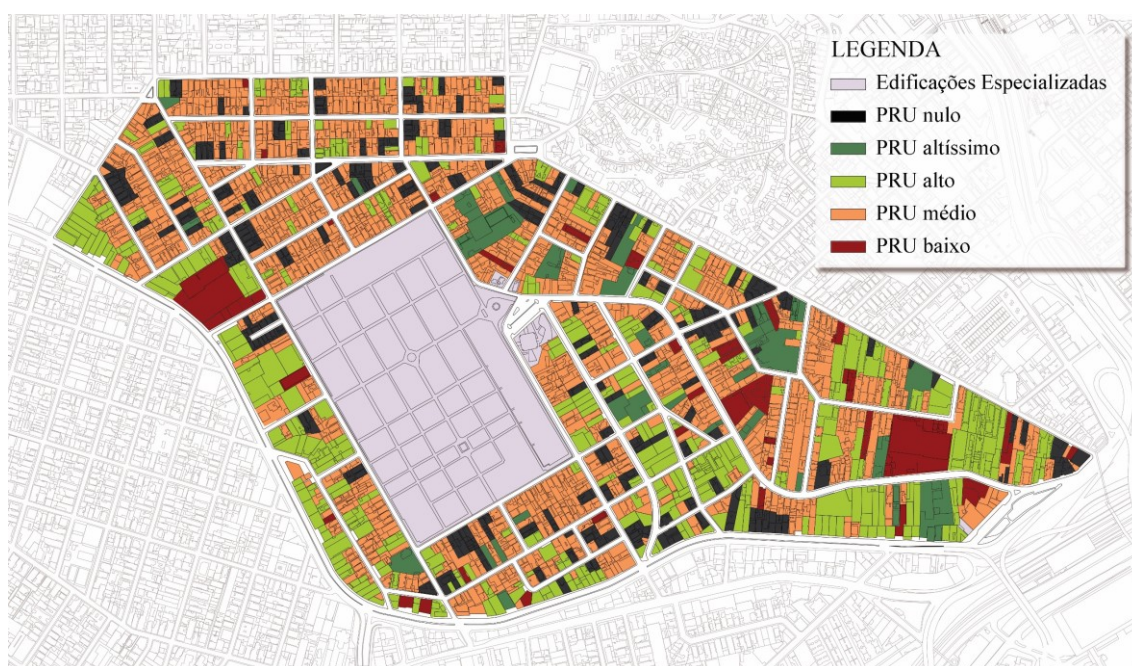 LEGENDA
Edificações Especializadas
PRU nulo
PRU altíssimo
PRU alto
PRU médio
PRU baixo